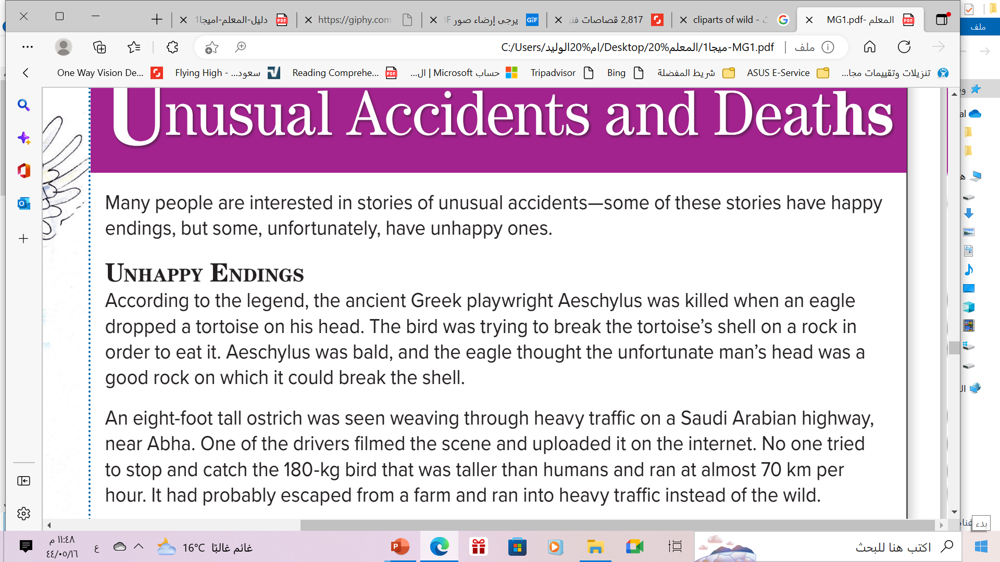 دليل-المعلم-اميجا1
https://giphy.com
يرجى إرضاء صور
2,817 قصاصات
cliparts of wild -
المعلم -MG1.pdf
ملف
C:/Users/ام%20الوليد/Desktop/20%المعلم/ميجا1-MG1.pdf
ملف
One Way Vision De...
Flying High - سعود...
Reading Comprehe...
حساب Microsoft | ال...
Tripadvisor
Bing
شريط المفضلة
ASUS E-Service
تنزيلات وتقييمات مجا...
Unusual Accidents and Deaths
Many people are interested in stories of unusual accidents—some of these stories have happy
endings, but some, unfortunately, have unhappy ones.
UNHAPPY ENDINGS
According to the legend, the ancient Greek playwright Aeschylus was killed when an eagle
dropped a tortoise on his head. The bird was trying to break the tortoise’s shell on a rock in
order to eat it. Aeschylus was bald, and the eagle thought the unfortunate man’s head was a
good rock on which it could break the shell.
An eight-foot tall ostrich was seen weaving through heavy traffic on a Saudi Arabian highway,
near Abha. One of the drivers filmed the scene and uploaded it on the internet. No one tried
to stop and catch the 180-kg bird that was taller than humans and ran at almost 70 km per
hour. It had probably escaped from a farm and ran into heavy traffic instead of the wild.
بدء
١١:٤٨ م
٤٤/٠٥/١٦
ع
16°C غائم غالبًا
اكتب هنا للبحث